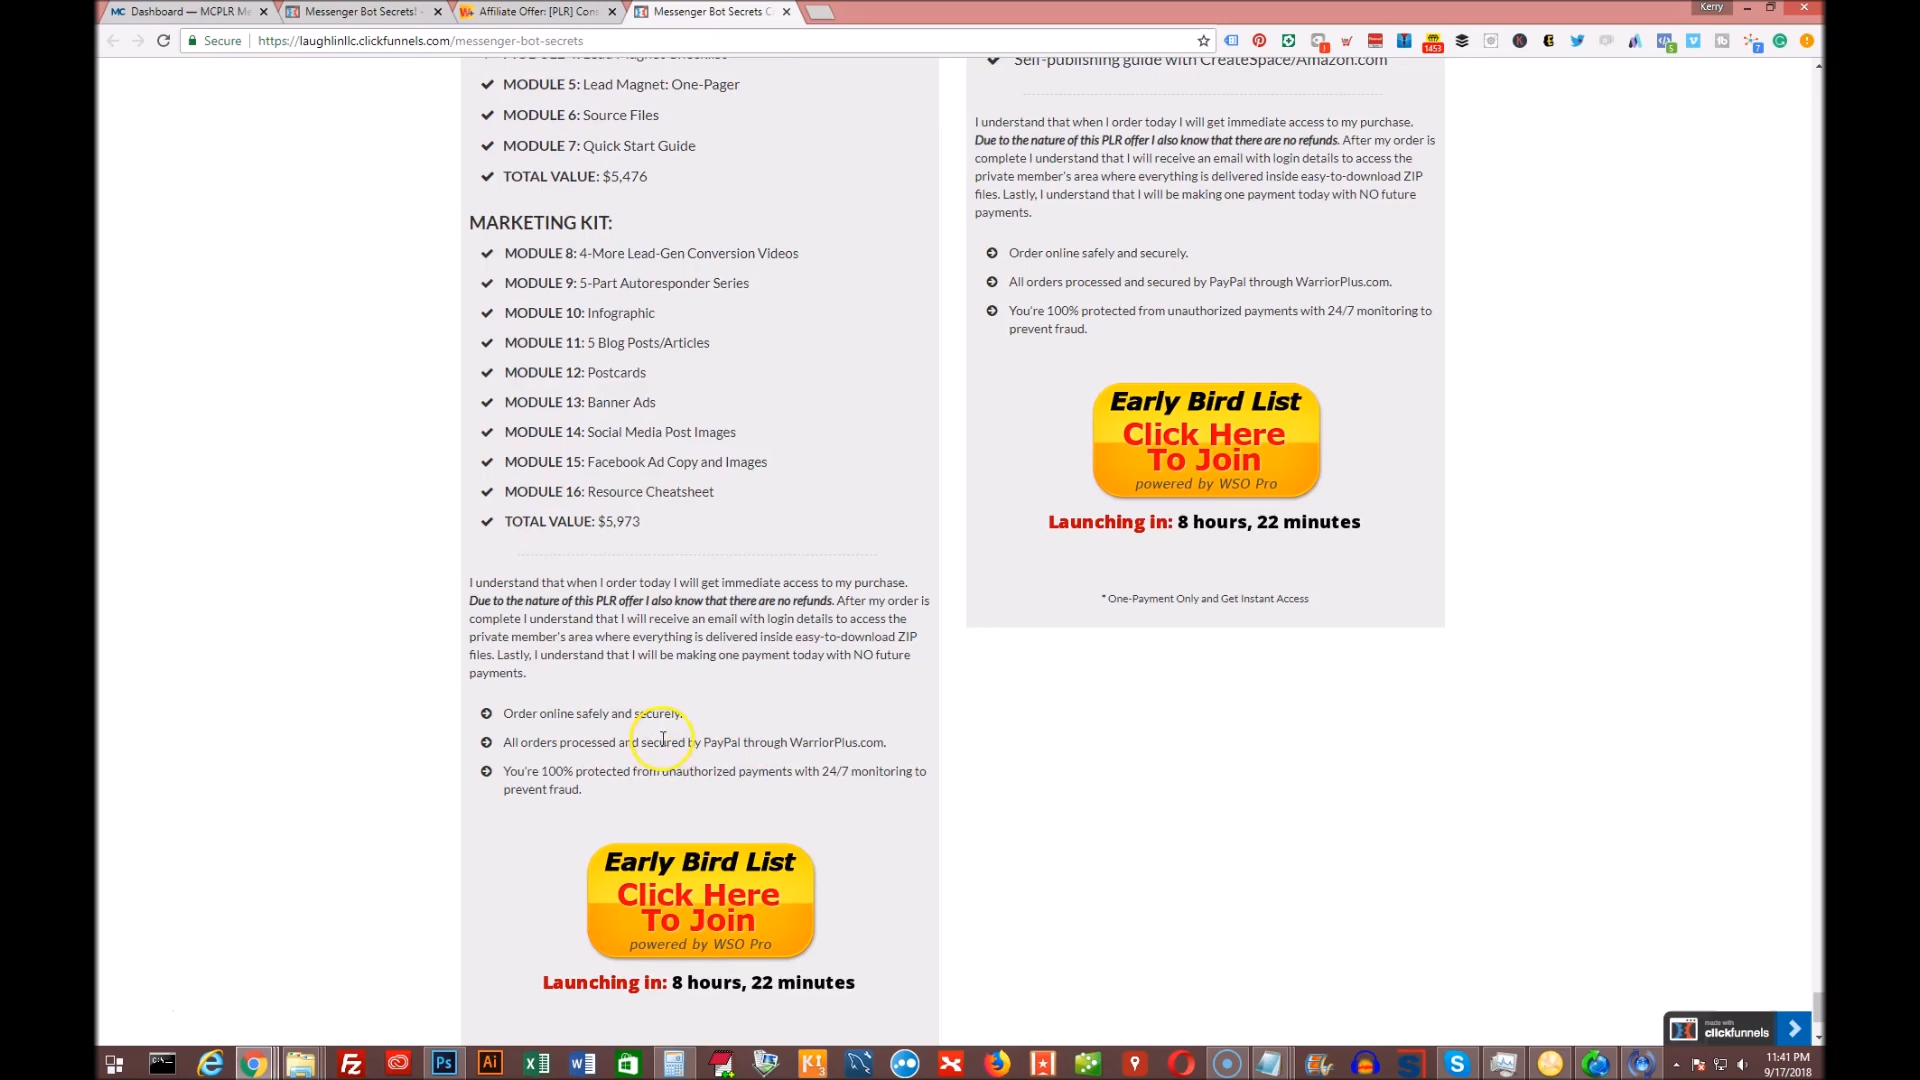 MC Dashboard — MCPLR Me
Messenger Bot Secrets! -
Affiliate Offer: [PLR] Cons
Messenger Bot Secrets C
Kerry
Secure
https://laughlinllc.clickfunnels.com/messenger-bot-secrets
MODULE 5: Lead Magnet: One-Pager
MODULE 6: Source Files
MODULE 7: Quick Start Guide
TOTAL VALUE: $5,476
MARKETING KIT:
MODULE 8: 4-More Lead-Gen Conversion Videos
MODULE 9: 5-Part Autoresponder Series
MODULE 10: Infographic
MODULE 11: 5 Blog Posts/Articles
MODULE 12: Postcards
MODULE 13: Banner Ads
MODULE 14: Social Media Post Images
MODULE 15: Facebook Ad Copy and Images
MODULE 16: Resource Cheatsheet
TOTAL VALUE: $5,973
I understand that when I order today I will get immediate access to my purchase.
Due to the nature of this PLR offer I also know that there are no refunds. After my order is
complete I understand that I will receive an email with login details to access the
private member's area where everything is delivered inside easy-to-download ZIP
files. Lastly, I understand that I will be making one payment today with NO future
payments.
Order online safely and securely.
All orders processed and secured by PayPal through WarriorPlus.com.
You're 100% protected from unauthorized payments with 24/7 monitoring to
prevent fraud.
Early Bird List
Click Here
To Join
powered by WSO Pro
Launching in: 8 hours, 22 minutes
Self-publishing guide with CreateSpace/Amazon.com
I understand that when I order today I will get immediate access to my purchase.
Due to the nature of this PLR offer I also know that there are no refunds. After my order is
complete I understand that I will receive an email with login details to access the
private member's area where everything is delivered inside easy-to-download ZIP
files. Lastly, I understand that I will be making one payment today with NO future
payments.
Order online safely and securely.
All orders processed and secured by PayPal through WarriorPlus.com.
You're 100% protected from unauthorized payments with 24/7 monitoring to
prevent fraud.
Early Bird List
Click Here
To Join
powered by WSO Pro
Launching in: 8 hours, 22 minutes
* One-Payment Only and Get Instant Access
made with
clickfunnels
11:41 PM
9/17/2018